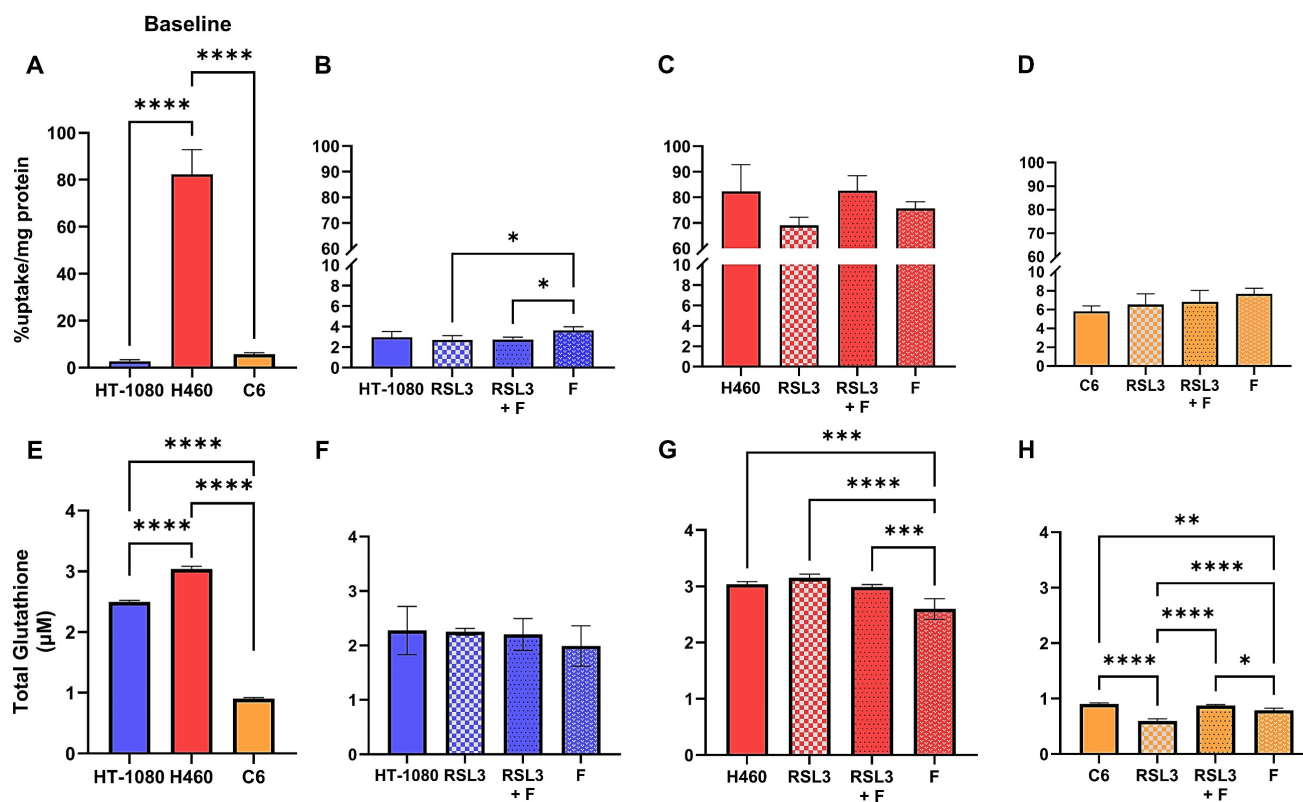 Baseline
A
****
****
%uptake/mg protein
100
80
60
40
20
0
HT-1080 H460 C6
B
100
90
80
70
60
10
8
6
4
2
0
*
*
HT-1080 RSL3 RSL3 F
+ F
C
100
90
80
70
60
10
8
6
4
2
0
H460 RSL3 RSL3 F
+ F
D
100
90
80
70
60
10
8
6
4
2
0
C6 RSL3 RSL3 F
+ F
E
****
****
****
Total Glutathione
(µM)
4
3
2
1
0
HT-1080 H460 C6
F
4
3
2
1
0
HT-1080 RSL3 RSL3 F
+ F
G
***
****
***
4
3
2
1
0
H460 RSL3 RSL3 F
+ F
H
**
****
****
****
*
4
3
2
1
0
C6 RSL3 RSL3 F
+ F